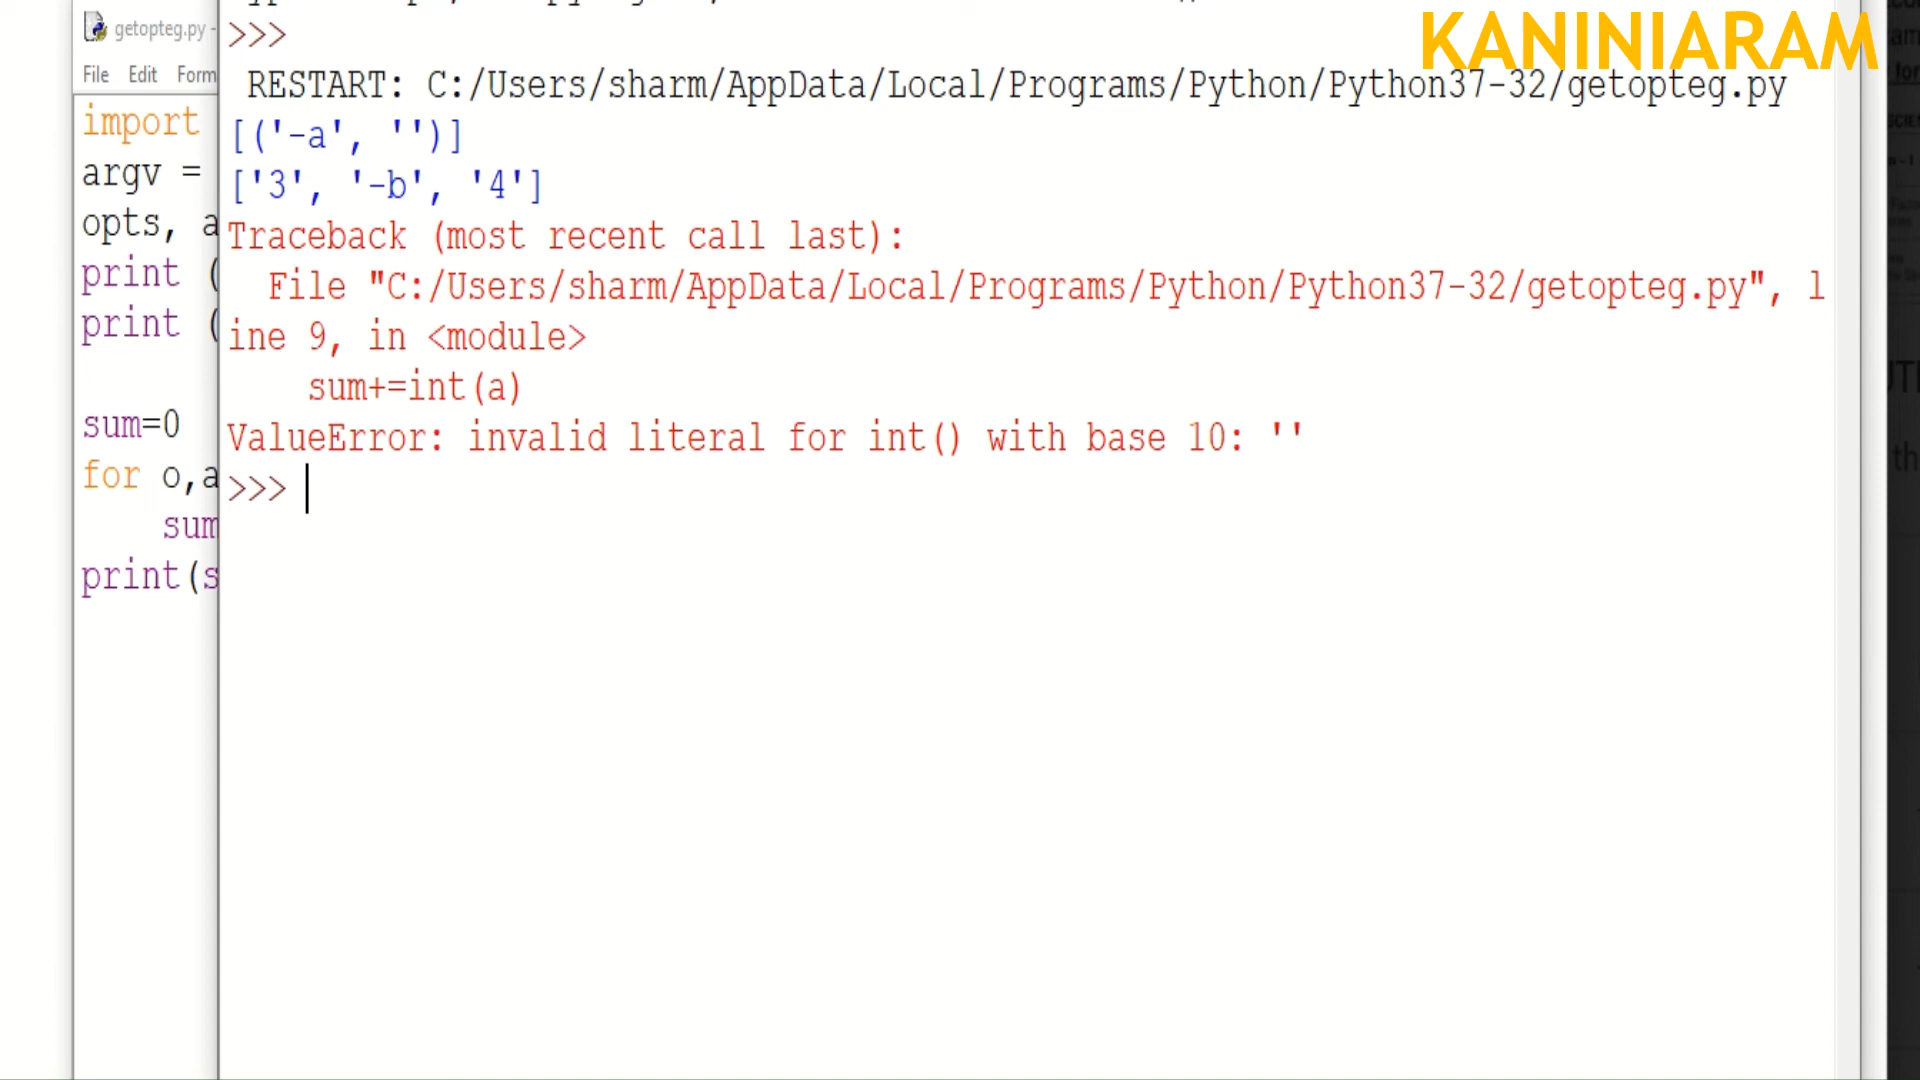 KANINIARAM
getopteg.py -
File Edit Form
import
argv =
opts, a
print (
print (
sum=0
for o,a
sum
print(s
>>>
RESTART: C:/Users/sharm/AppData/Local/Programs/Python/Python37-32/getopteg.py
[('-a', '')]
['3', '-b', '4']
Traceback (most recent call last):
File "C:/Users/sharm/AppData/Local/Programs/Python/Python37-32/getopteg.py", l
ine 9, in <module>
sum+=int(a)
ValueError: invalid literal for int() with base 10: ''
>>>